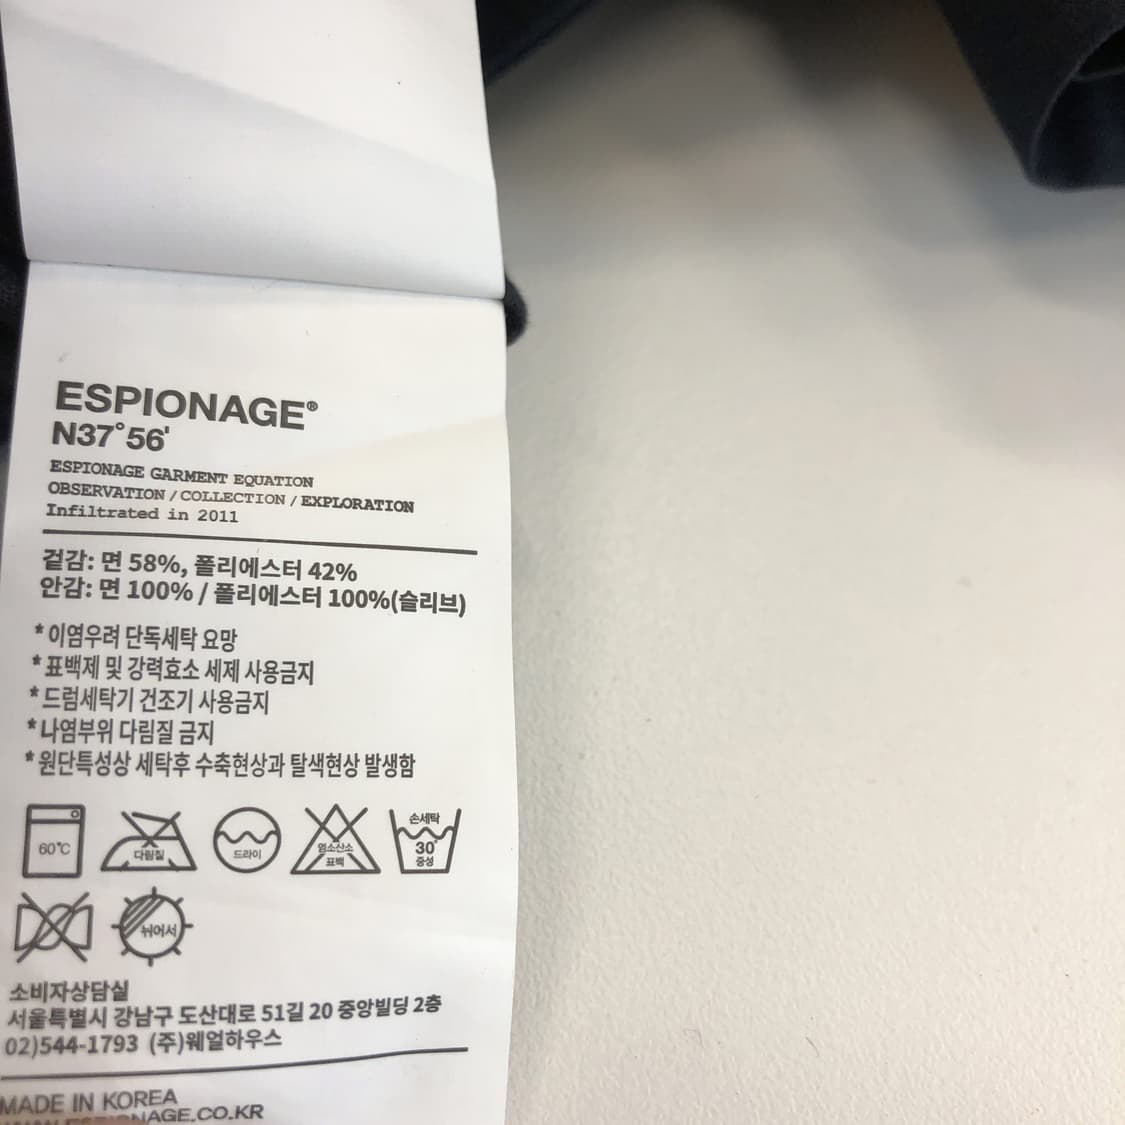 ESPIONAGE®
N37°56'
ESPIONAGE GARMENT EQUATION
OBSERVATION / COLLECTION / EXPLORATION
Infiltrated in 2011
겉감: 면 58%, 폴리에스터 42%
안감: 면 100% / 폴리에스터 100%(슬리브)
* 이염우려 단독세탁 요망
* 표백제 및 강력효소 세제 사용금지
* 드럼세탁기 건조기 사용금지
* 나염부위 다림질 금지
* 원단특성상 세탁후 수축현상과 탈색현상 발생함
60℃
다림질
드라이
염소산소
표백
손세탁
30°
중성
뉘어서
소비자상담실
서울특별시 강남구 도산대로 51길 20 중앙빌딩 2층
02)544-1793 (주)웨얼하우스
MADE IN KOREA
WWW.ESPIONAGE.CO.KR